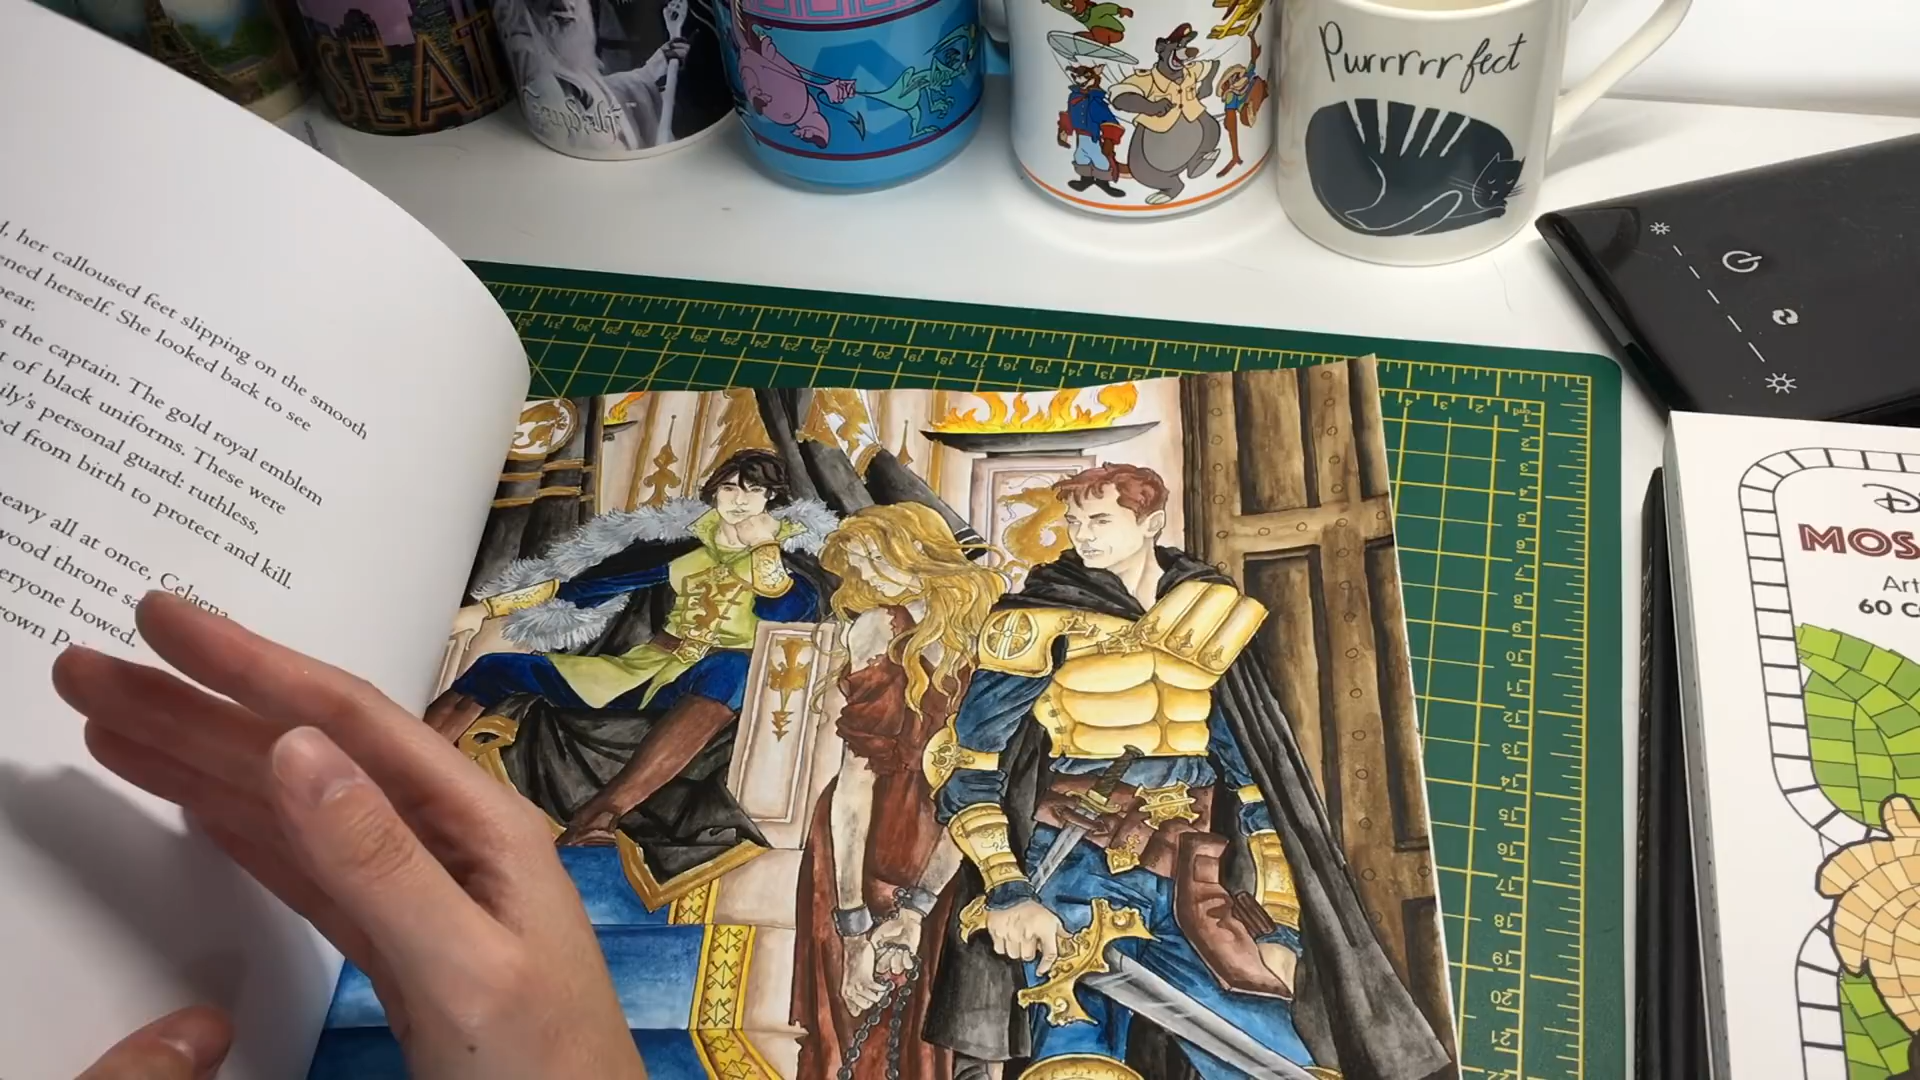 SEAT
Gandalf
Purrrrrfect
her calloused feet slipping on the smooth
ened herself. She looked back to see
pear.
s the captain. The gold royal emblem
t of black uniforms. These were
ily's personal guard: ruthless,
ed from birth to protect and kill.
heavy all at once, Celaena
wood throne sa
eryone bowed.
rown P
MOS
Art
60 C